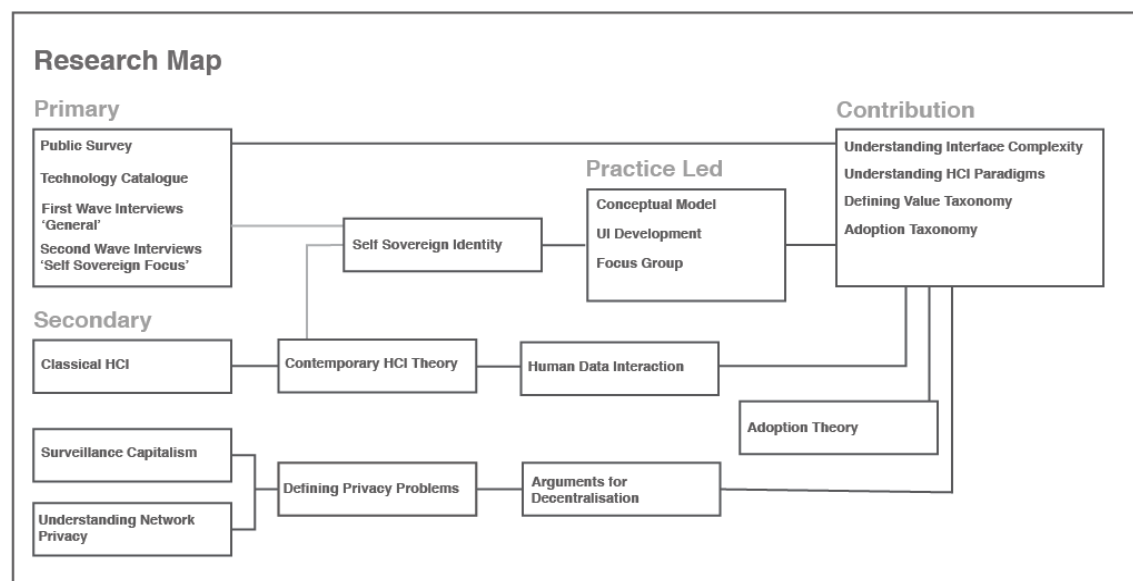 Research Map
Primary
Public Survey
Technology Catalogue
First Wave Interviews
‘General’
Second Wave Interviews
‘Self Sovereign Focus’
Self Sovereign Identity
Practice Led
Conceptual Model
UI Development
Focus Group
Contribution
Understanding Interface Complexity
Understanding HCI Paradigms
Defining Value Taxonomy
Adoption Taxonomy
Secondary
Classical HCI
Contemporary HCI Theory
Human Data Interaction
Adoption Theory
Surveillance Capitalism
Understanding Network
Privacy
Defining Privacy Problems
Arguments for
Decentralisation